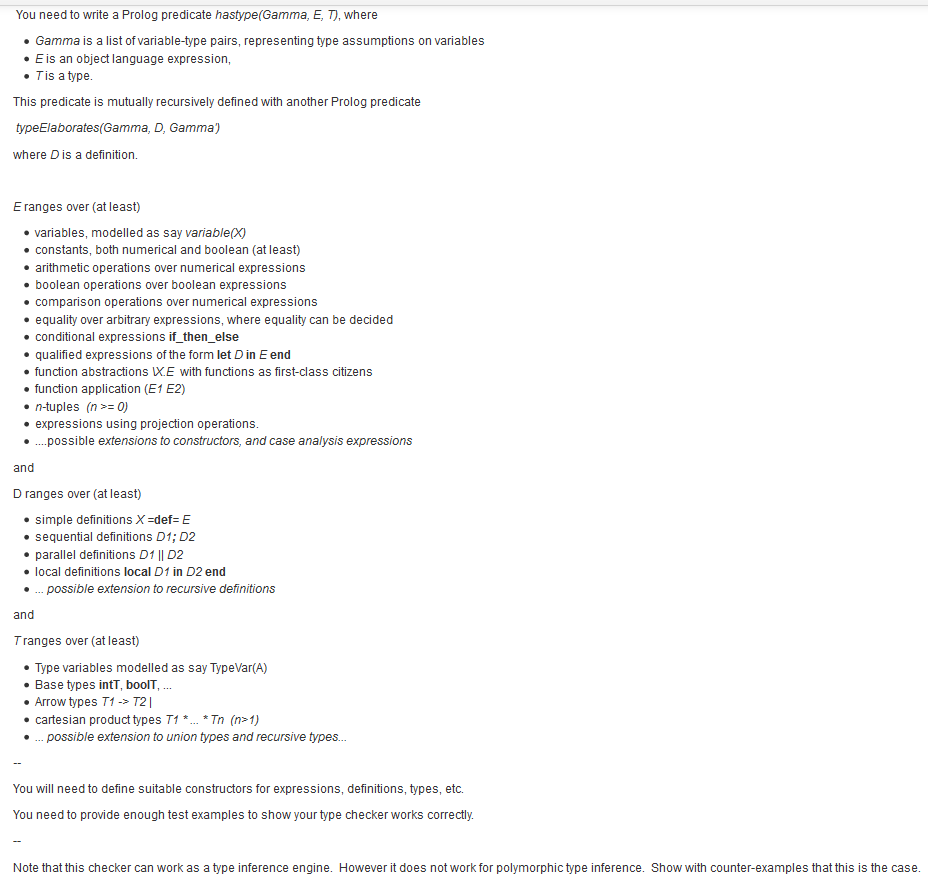 You need to write a Prolog predicate hastype(Gamma, E, T), where
• Gamma is a list of variable-type pairs, representing type assumptions on variables
• E is an object language expression,
• T is a type.
This predicate is mutually recursively defined with another Prolog predicate
typeElaborates(Gamma, D, Gamma')
where D is a definition.
E ranges over (at least)
• variables, modelled as say variable(X)
• constants, both numerical and boolean (at least)
• arithmetic operations over numerical expressions
• boolean operations over boolean expressions
• comparison operations over numerical expressions
• equality over arbitrary expressions, where equality can be decided
• conditional expressions if_then_else
• qualified expressions of the form let D in E end
• function abstractions \X.E with functions as first-class citizens
• function application (E1 E2)
• n-tuples (n >= 0)
• expressions using projection operations.
• ....possible extensions to constructors, and case analysis expressions
and
D ranges over (at least)
• simple definitions X =def= E
• sequential definitions D1; D2
• parallel definitions D1 || D2
• local definitions local D1 in D2 end
• ... possible extension to recursive definitions
and
T ranges over (at least)
• Type variables modelled as say TypeVar(A)
• Base types intT, boolT, ...
• Arrow types T1 -> T2 |
• cartesian product types T1 * ... * Tn (n>1)
• ... possible extension to union types and recursive types...
--
You will need to define suitable constructors for expressions, definitions, types, etc.
You need to provide enough test examples to show your type checker works correctly.
--
Note that this checker can work as a type inference engine. However it does not work for polymorphic type inference. Show with counter-examples that this is the case.